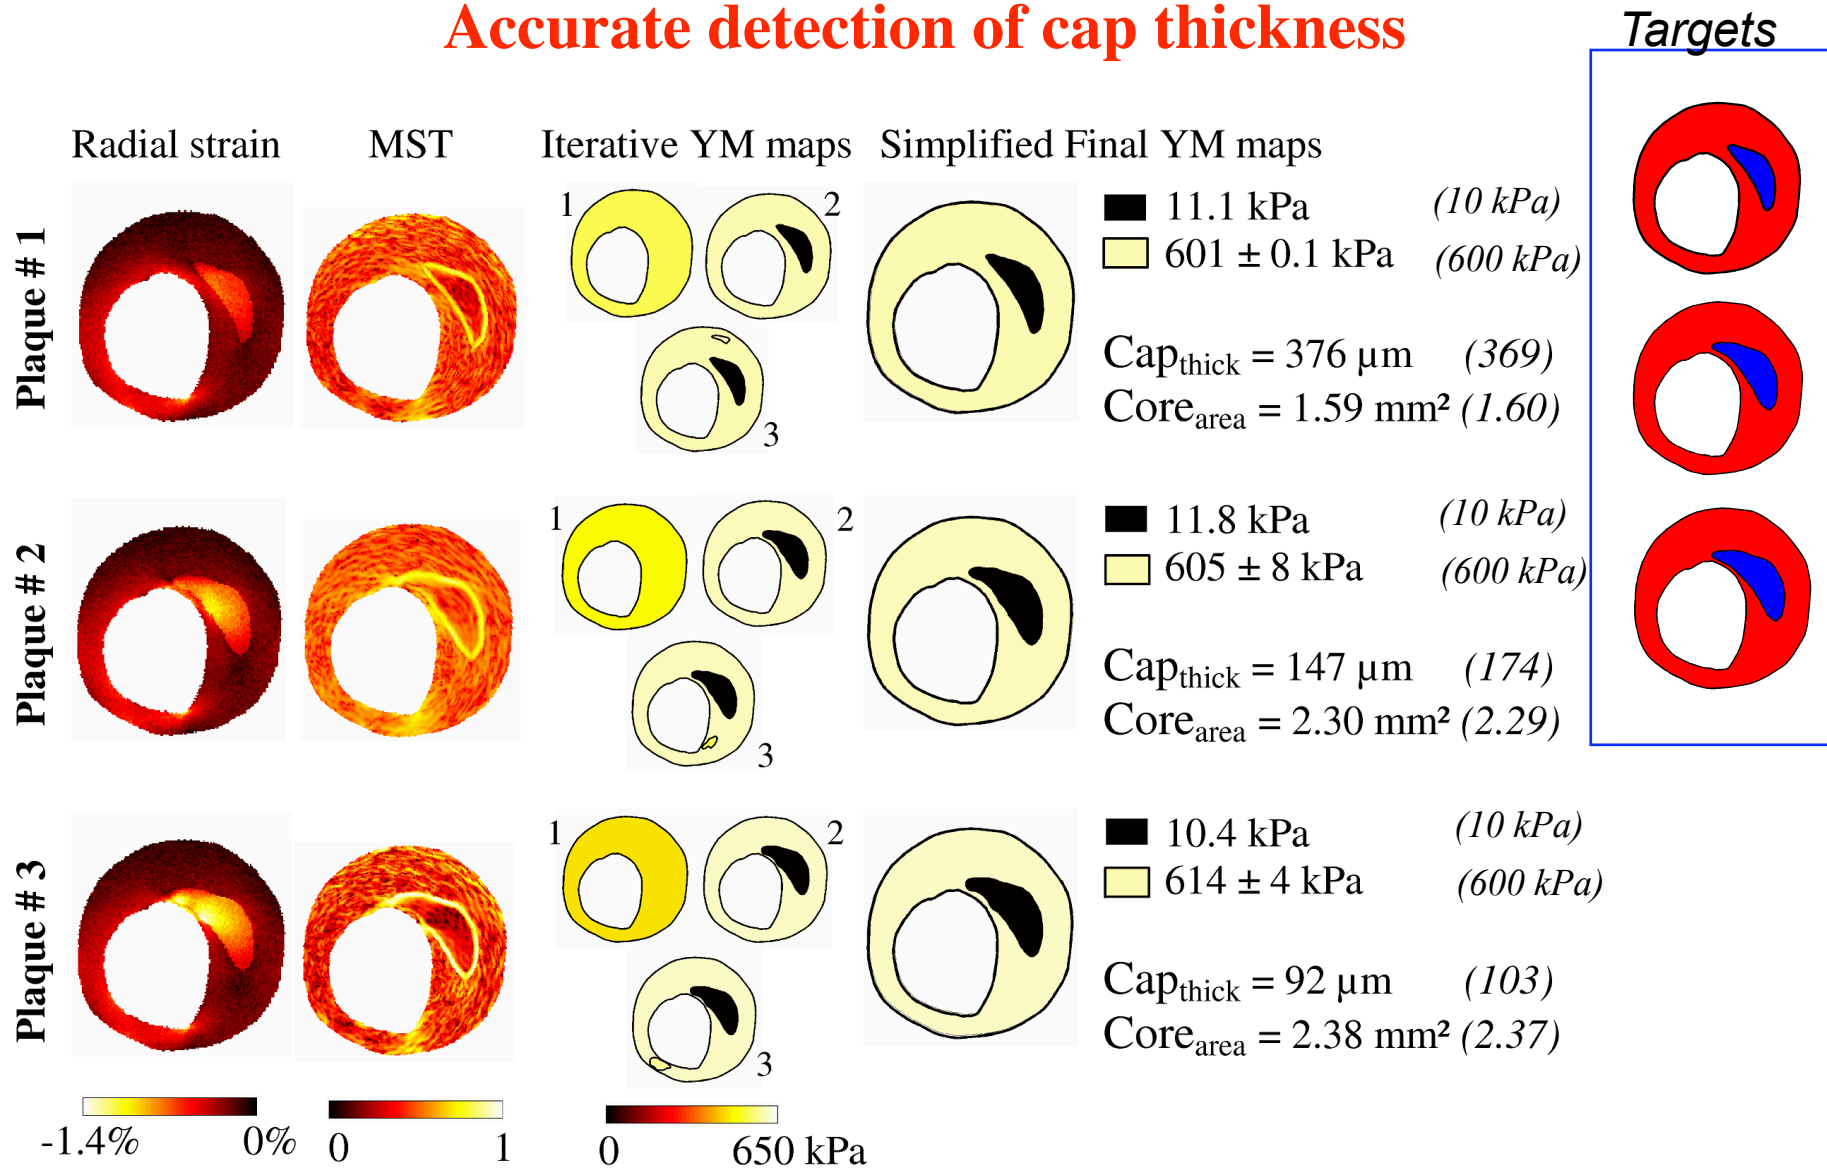 Accurate detection of cap thickness
Targets
Radial strain MST Iterative YM maps Simplified Final YM maps
Plaque # 1
1 2
3
11.1 kPa (10 kPa)
601 ± 0.1 kPa (600 kPa)
Capthick = 376 µm (369)
Corearea = 1.59 mm² (1.60)
Plaque # 2
1 2
3
11.8 kPa (10 kPa)
605 ± 8 kPa (600 kPa)
Capthick = 147 µm (174)
Corearea = 2.30 mm² (2.29)
Plaque # 3
1 2
3
10.4 kPa (10 kPa)
614 ± 4 kPa (600 kPa)
Capthick = 92 µm (103)
Corearea = 2.38 mm² (2.37)
-1.4% 0% 0 1 0 650 kPa